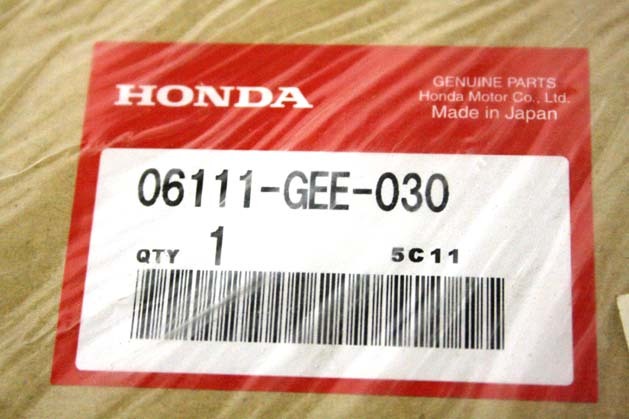 HONDA
GENUINE PARTS
Honda Motor Co., Ltd.
Made in Japan
06111-GEE-030
QTY 1 5C11